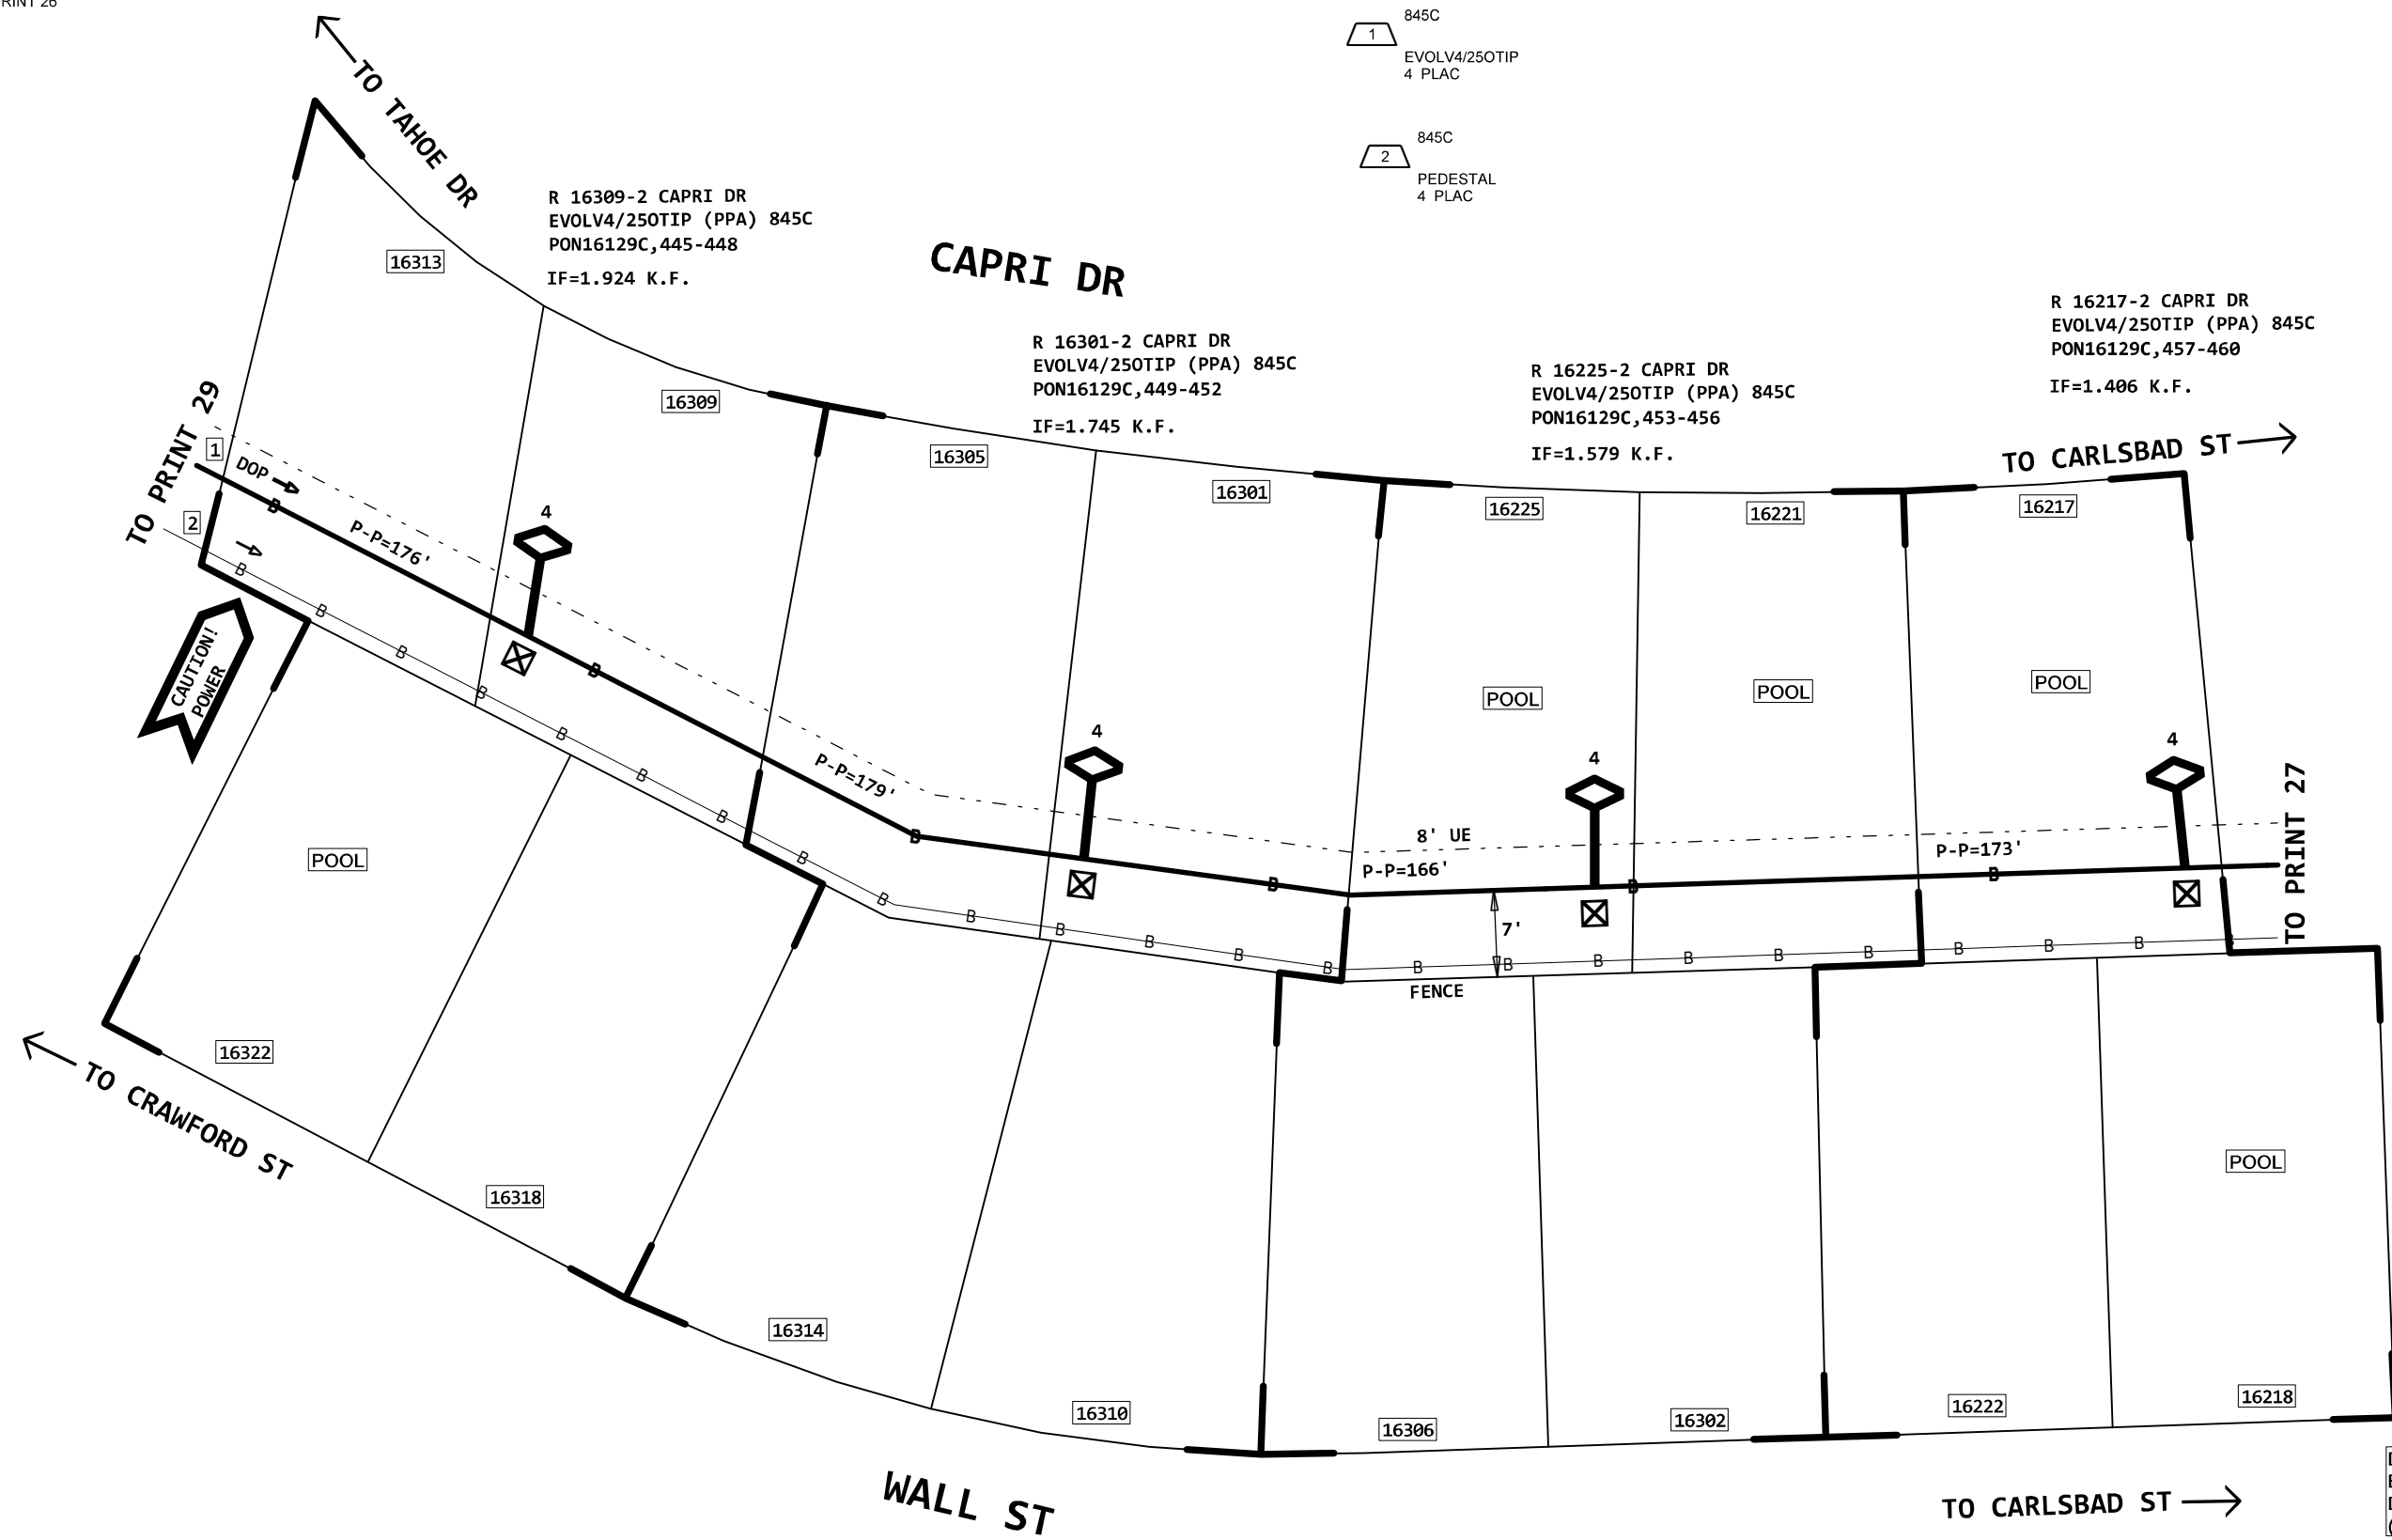 RINT 26
1
845C
EVOLV4/25OTIP
4 PLAC
2
845C
PEDESTAL
4 PLAC
TO TAHOE DR
R 16309-2 CAPRI DR
EVOLV4/25OTIP (PPA) 845C
PON16129C,445-448
IF=1.924 K.F.
CAPRI DR
16313
16309
R 16301-2 CAPRI DR
EVOLV4/25OTIP (PPA) 845C
PON16129C,449-452
IF=1.745 K.F.
R 16225-2 CAPRI DR
EVOLV4/25OTIP (PPA) 845C
PON16129C,453-456
IF=1.579 K.F.
R 16217-2 CAPRI DR
EVOLV4/25OTIP (PPA) 845C
PON16129C,457-460
IF=1.406 K.F.
TO CARLSBAD ST
16305
16301
16225
16221
16217
TO PRINT 29
1
DOP
B
2
P-P=176'
4
B
B B B B B B B B B B
CAUTION!
POWER
POOL
POOL
POOL
P-P=179'
B
4
4
4
8' UE
P-P=166'
P-P=173'
B
B
B
7'
B B B B B
B B B B B B B B B
FENCE
TO PRINT 27
POOL
16322
TO CRAWFORD ST
16318
16314
16310
16306
16302
16222
16218
POOL
WALL ST
TO CARLSBAD ST